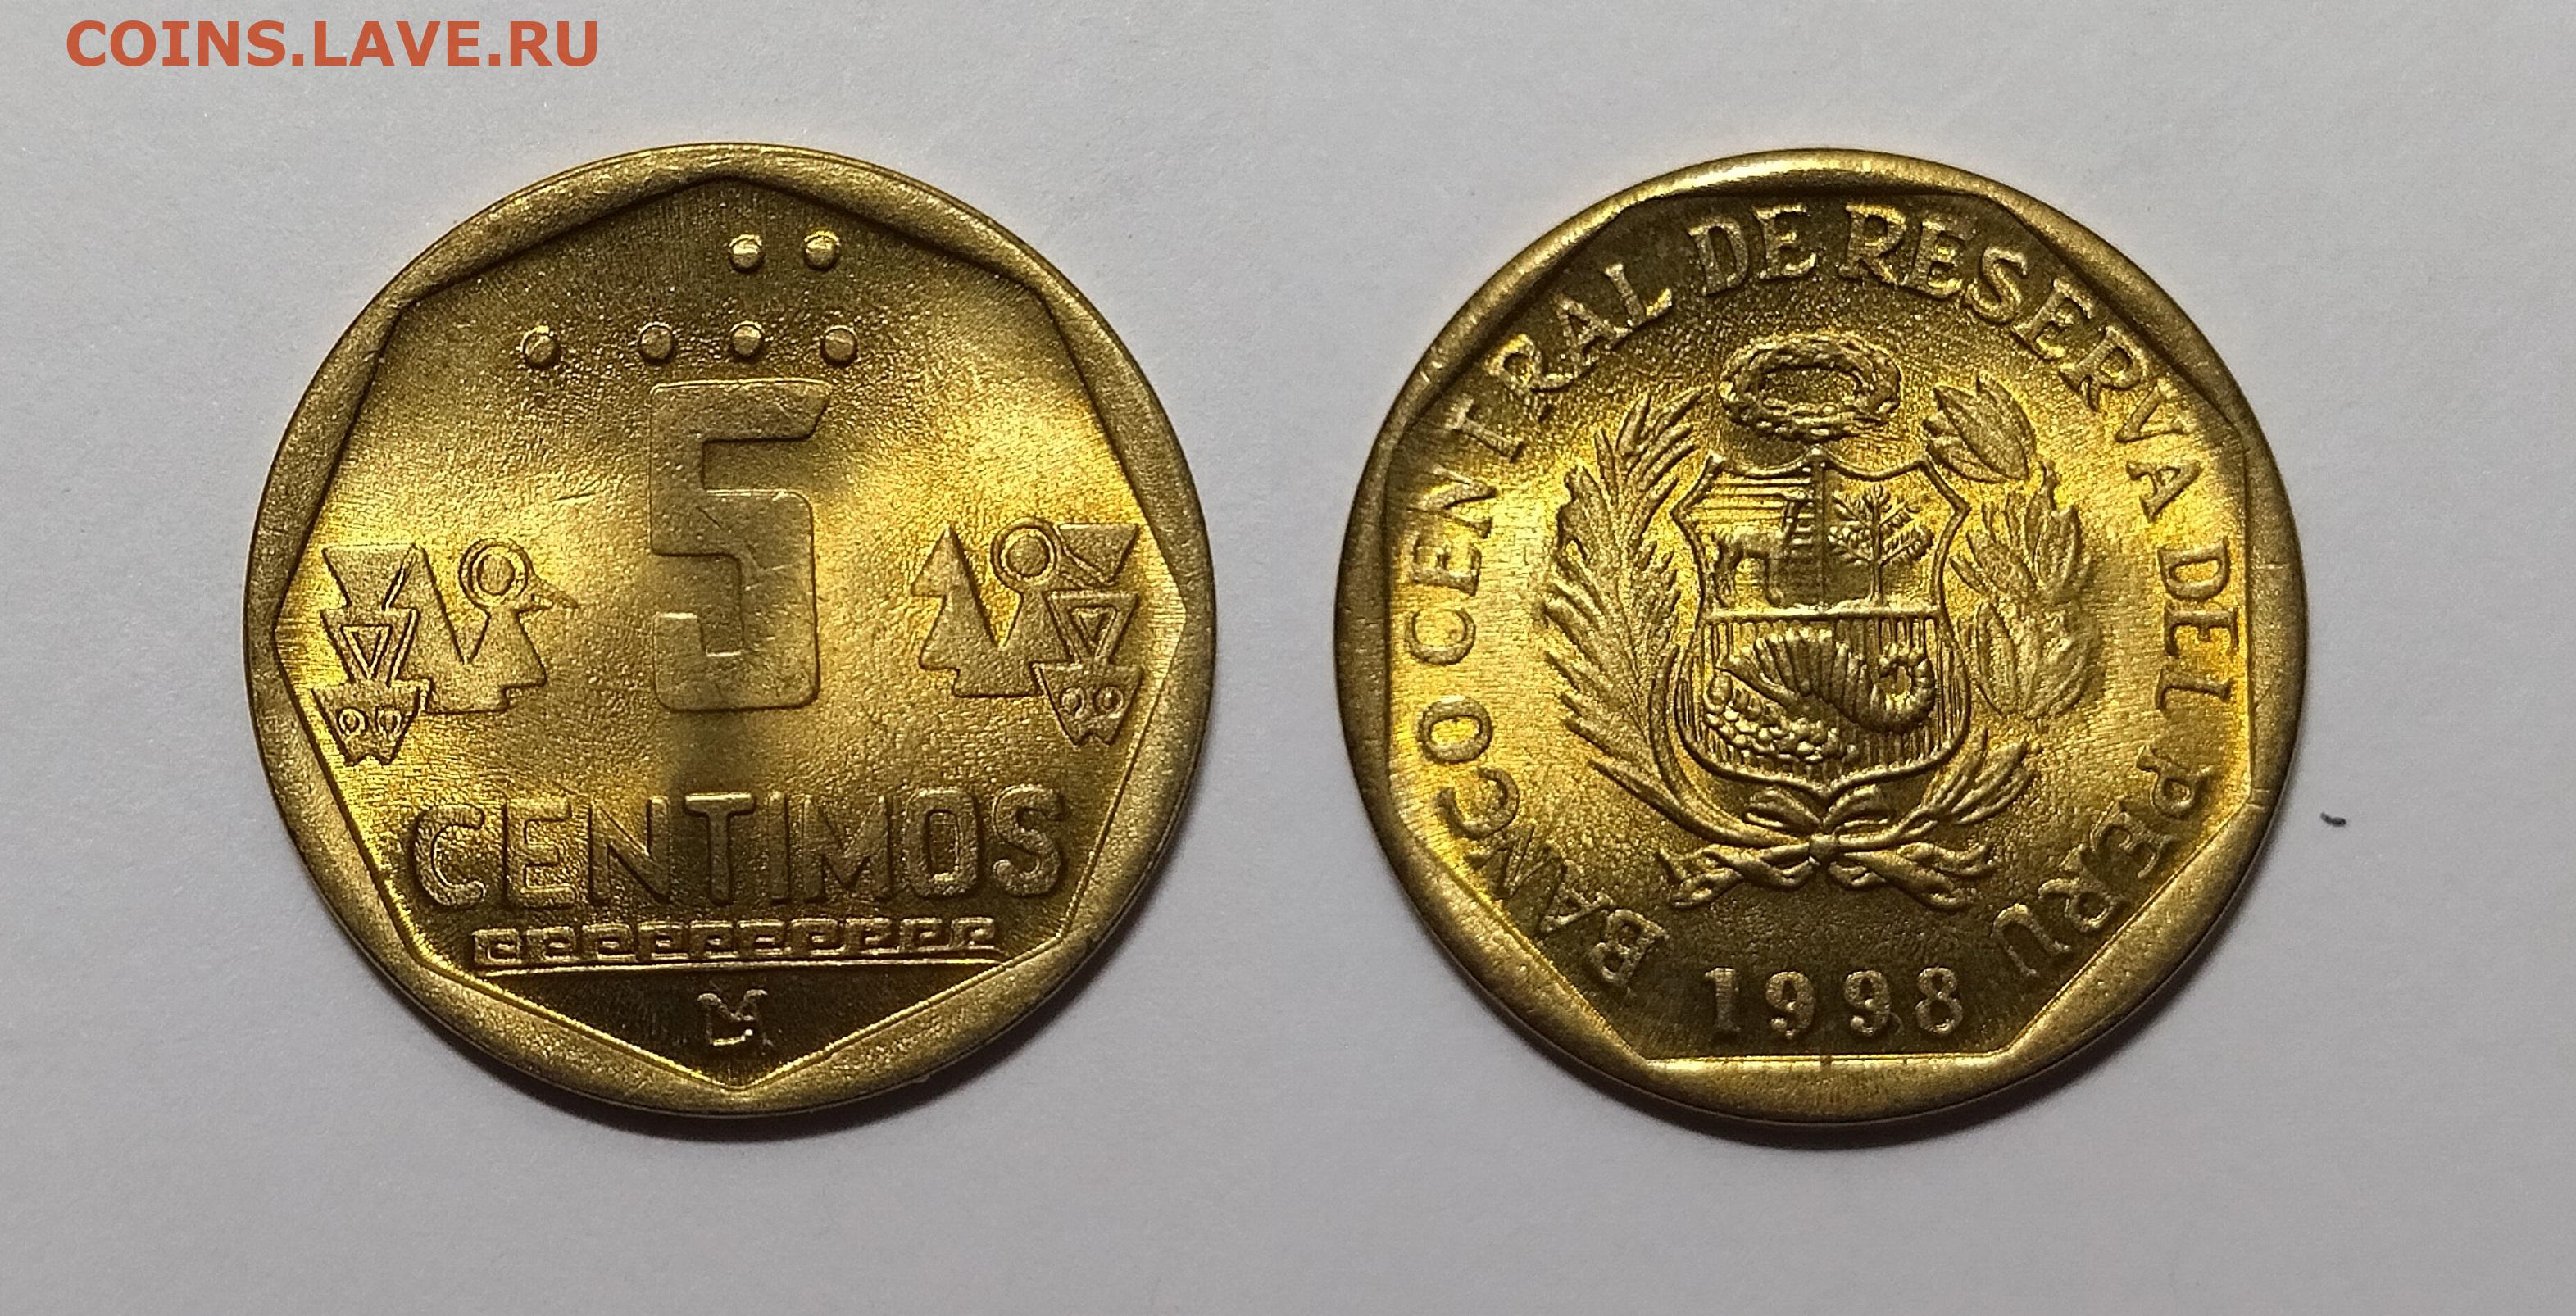 COINS.LAVE.RU
5
CENTIMOS
BANCO CENTRAL DE RESERVA DEL PERU
1998